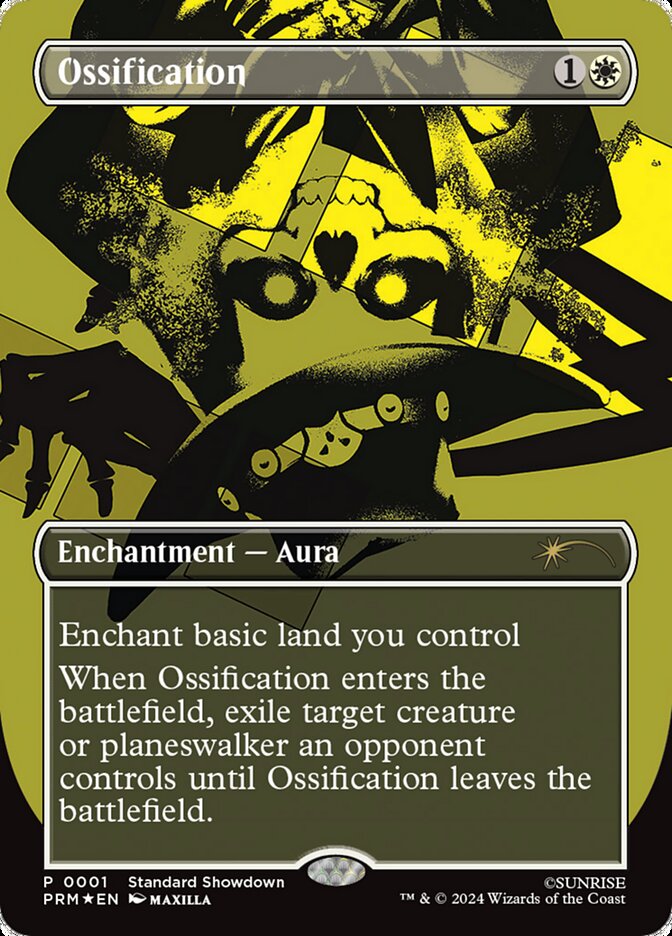 Ossification 1
Enchantment — Aura
Enchant basic land you control
When Ossification enters the
battlefield, exile target creature
or planeswalker an opponent
controls until Ossification leaves the
battlefield.
P 0001 Standard Showdown
PRM★EN MAXILLA
©SUNRISE
™ & © 2024 Wizards of the Coast